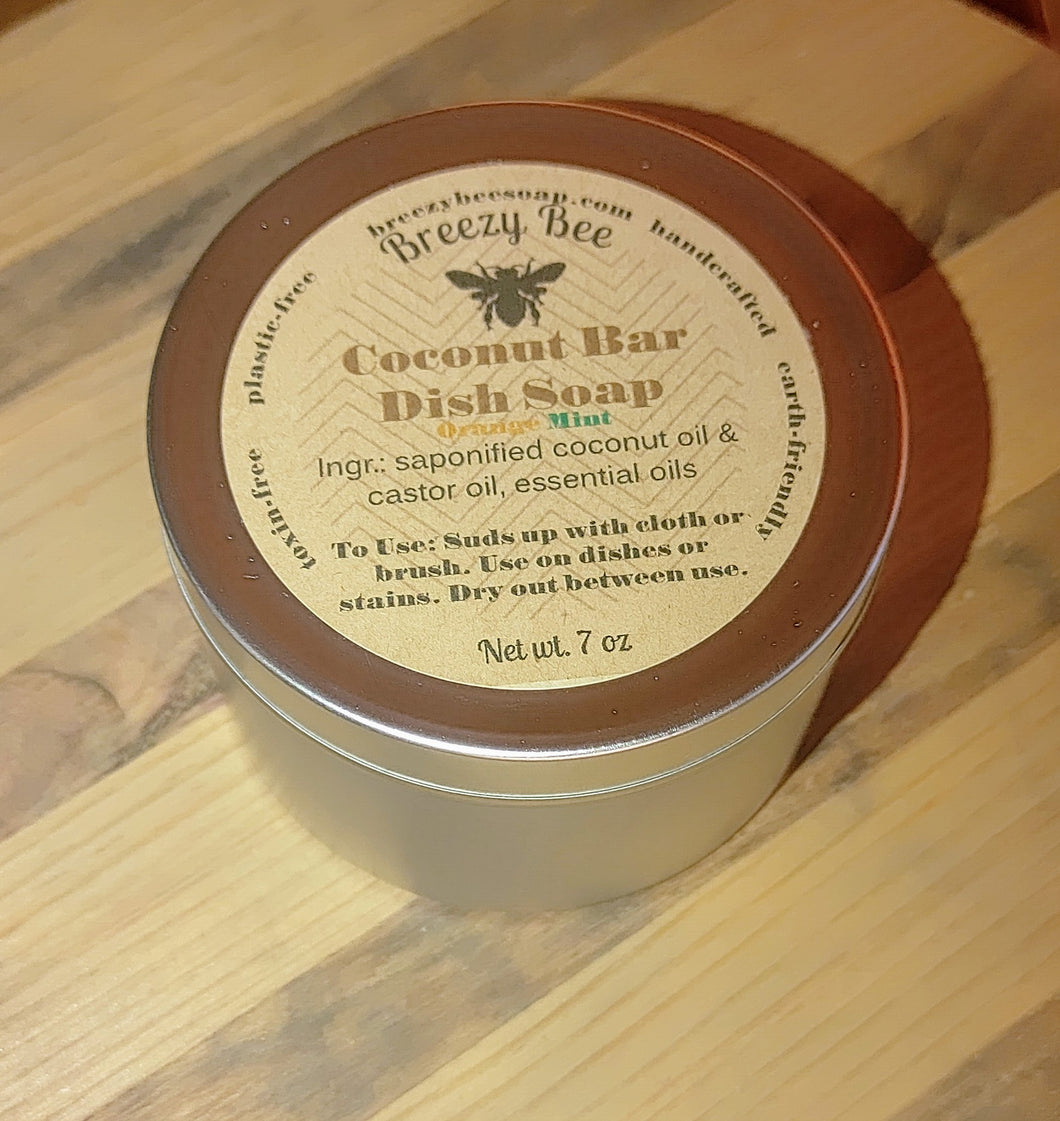 breezybeesoap.com
Breezy Bee
handcrafted
earth-friendly
plastic-free
toxin-free
Coconut Bar
Dish Soap
Orange Mint
Ingr.: saponified coconut oil &
castor oil, essential oils
To Use: Suds up with cloth or
brush. Use on dishes or
stains. Dry out between use.
Net wt. 7 oz